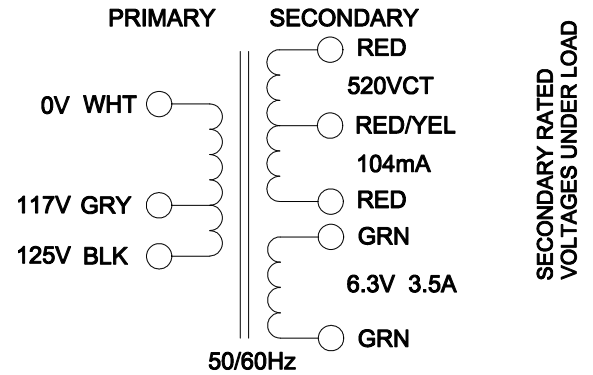 PRIMARY
SECONDARY
RED
520VCT
0V WHT
RED/YEL
104mA
117V GRY
RED
GRN
125V BLK
6.3V 3.5A
GRN
50/60Hz
SECONDARY RATED
VOLTAGES UNDER LOAD